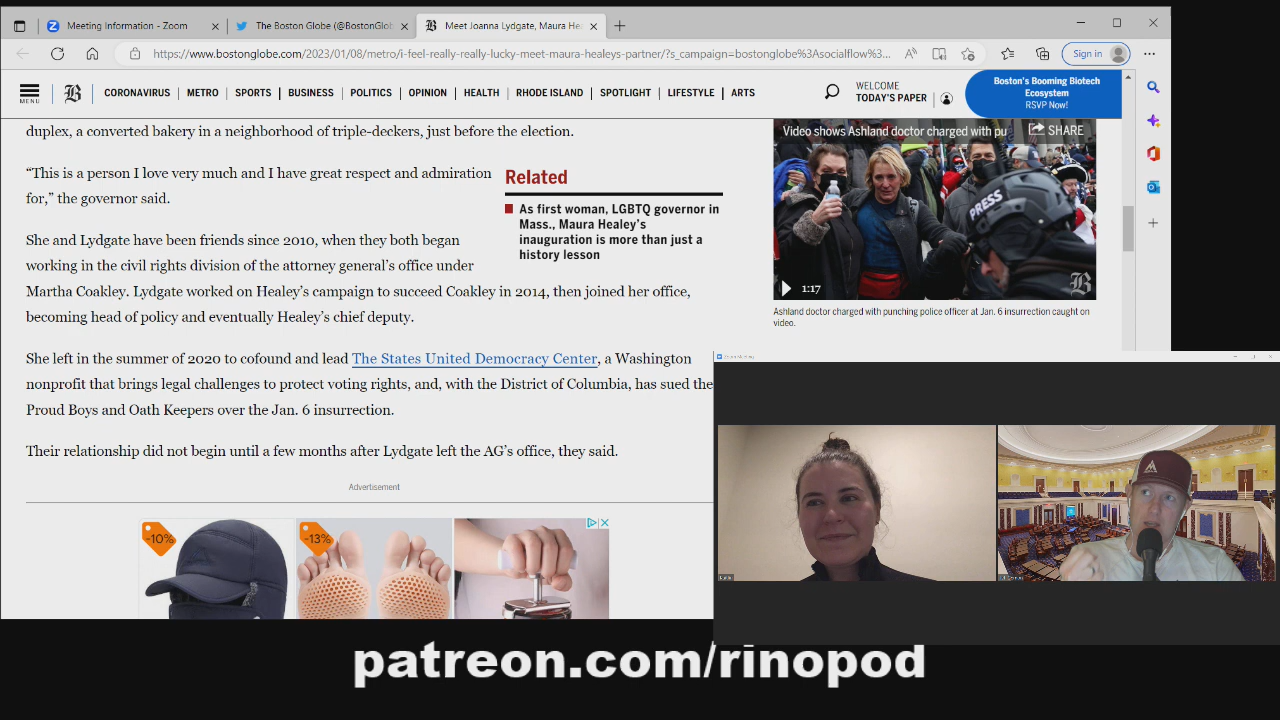 Meeting Information - Zoom
The Boston Globe (@BostonGlob
Meet Joanna Lydgate, Maura Hea
https://www.bostonglobe.com/2023/01/08/metro/i-feel-really-really-lucky-meet-maura-healeys-partner/?s_campaign=bostonglobe%3Asocialflow%3...
Sign in
MENU
B
CORONAVIRUS
METRO
SPORTS
BUSINESS
POLITICS
OPINION
HEALTH
RHODE ISLAND
SPOTLIGHT
LIFESTYLE
ARTS
WELCOME
TODAY'S PAPER
Boston's Booming Biotech
Ecosystem
RSVP Now!
duplex, a converted bakery in a neighborhood of triple-deckers, just before the election.
“This is a person I love very much and I have great respect and admiration
for,” the governor said.
She and Lydgate have been friends since 2010, when they both began
working in the civil rights division of the attorney general’s office under
Martha Coakley. Lydgate worked on Healey’s campaign to succeed Coakley in 2014, then joined her office,
becoming head of policy and eventually Healey’s chief deputy.
Related
As first woman, LGBTQ governor in
Mass., Maura Healey’s
inauguration is more than just a
history lesson
She left in the summer of 2020 to cofound and lead The States United Democracy Center, a Washington
nonprofit that brings legal challenges to protect voting rights, and, with the District of Columbia, has sued the
Proud Boys and Oath Keepers over the Jan. 6 insurrection.
Their relationship did not begin until a few months after Lydgate left the AG’s office, they said.
Advertisement
-10%
-13%
Video shows Ashland doctor charged with pu
SHARE
PRESS
1:17
B
Ashland doctor charged with punching police officer at Jan. 6 insurrection caught on
video.
patreon.com/rinopod